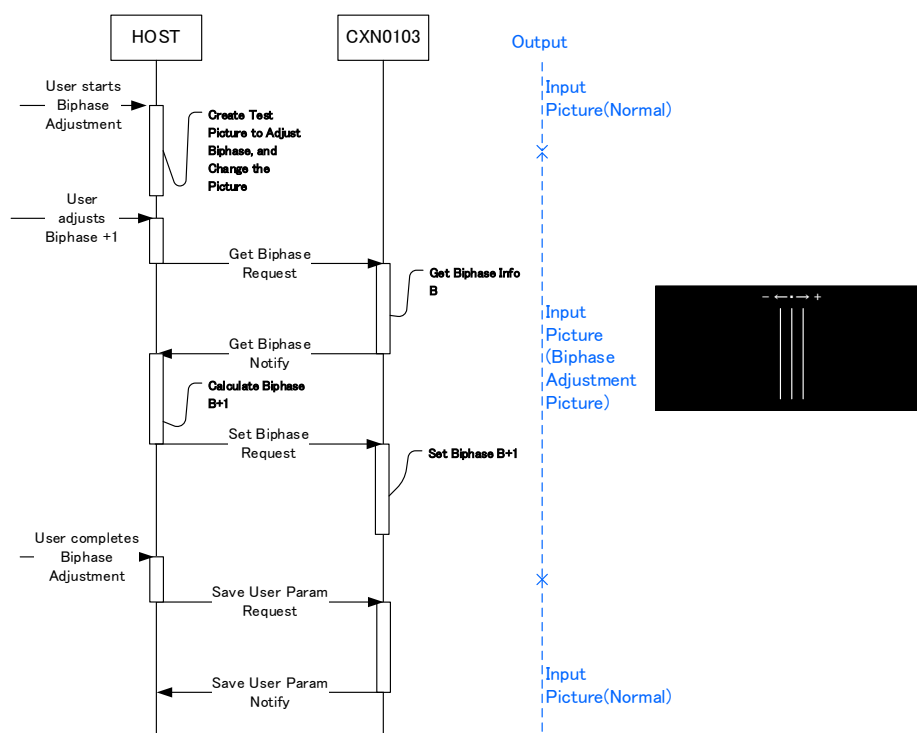 HOST
CXN0103
Output
User starts
Biphase
Adjustment
Create Test
Picture to Adjust
Biphase, and
Change the
Picture
Input
Picture(Normal)
User
adjusts
Biphase +1
Get Biphase
Request
Get Biphase Info
B
Get Biphase
Notify
Calculate Biphase
B+1
Set Biphase
Request
Set Biphase B+1
Input
Picture
(Biphase
Adjustment
Picture)
− ←・→ +
User completes
Biphase
Adjustment
Save User Param
Request
Save User Param
Notify
Input
Picture(Normal)